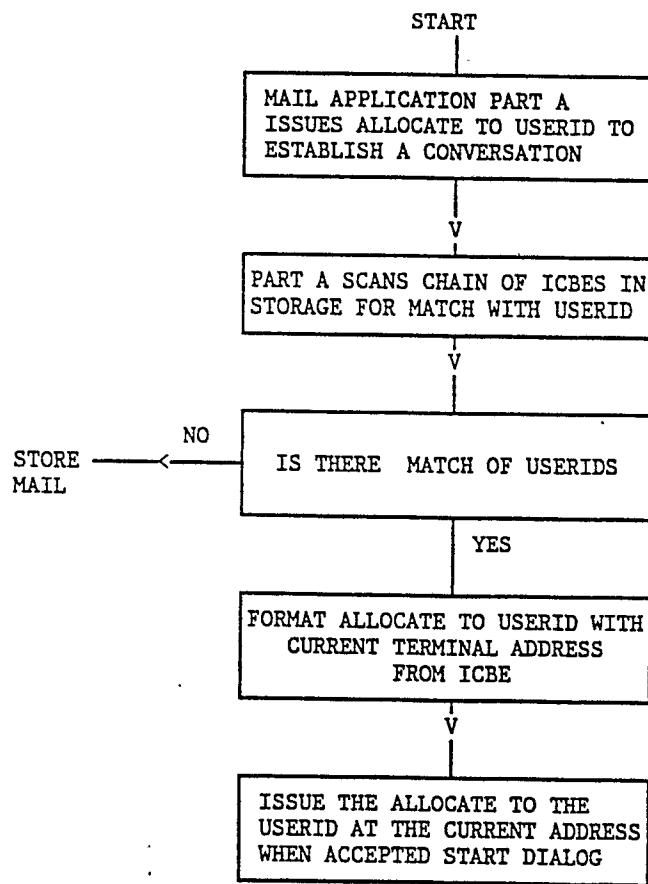 START
MAIL APPLICATION PART A
ISSUES ALLOCATE TO USERID TO
ESTABLISH A CONVERSATION
V
PART A SCANS CHAIN OF ICBES IN
STORAGE FOR MATCH WITH USERID
V
NO
STORE
MAIL
<
IS THERE MATCH OF USERIDS
YES
FORMAT ALLOCATE TO USERID WITH
CURRENT TERMINAL ADDRESS
FROM ICBE
V
ISSUE THE ALLOCATE TO THE
USERID AT THE CURRENT ADDRESS
WHEN ACCEPTED START DIALOG